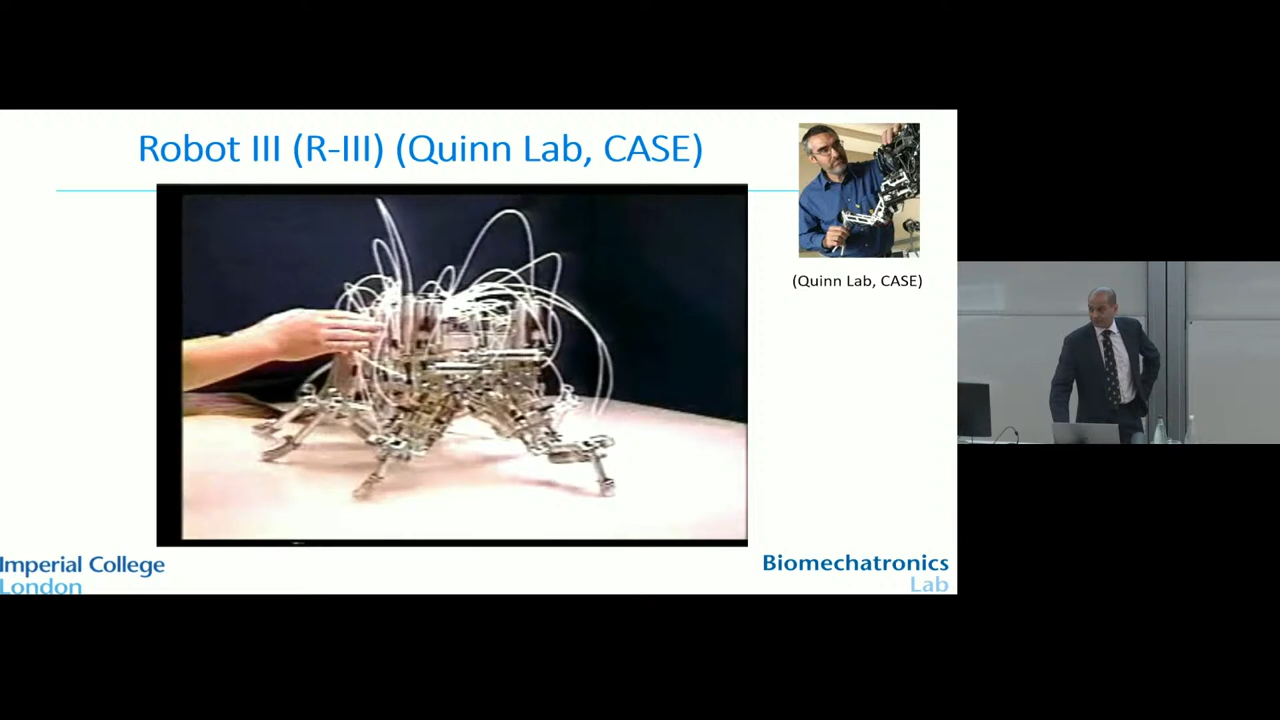 Robot III (R-III) (Quinn Lab, CASE)
(Quinn Lab, CASE)
Imperial College
London
Biomechatronics
Lab